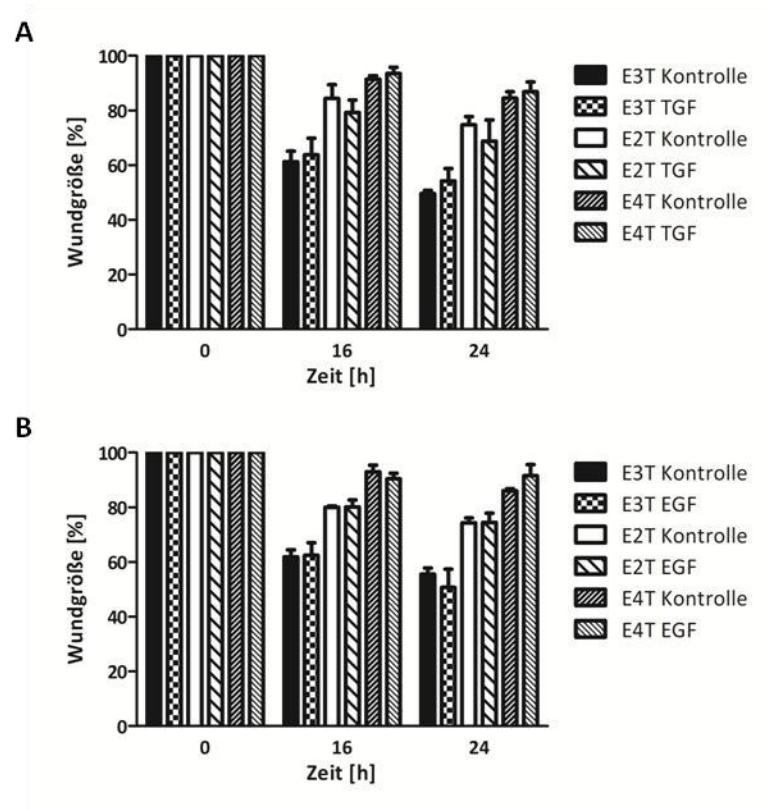 A
Wundgröße [%]
100
80
60
40
20
0
0
16
24
Zeit [h]
E3T Kontrolle
E3T TGF
E2T Kontrolle
E2T TGF
E4T Kontrolle
E4T TGF
B
Wundgröße [%]
100
80
60
40
20
0
0
16
24
Zeit [h]
E3T Kontrolle
E3T EGF
E2T Kontrolle
E2T EGF
E4T Kontrolle
E4T EGF